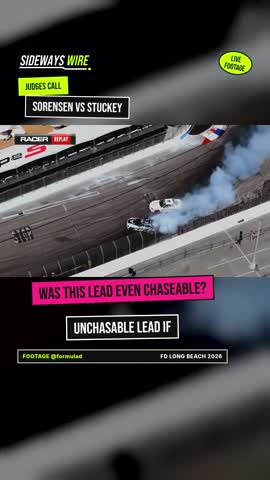 SIDEWAYS WIRE.
LIVE
FOOTAGE
JUDGES CALL
SORENSEN VS STUCKEY
RACER REPLAY
WAS THIS LEAD EVEN CHASEABLE?
UNCHASABLE LEAD IF
FOOTAGE @formulad
FD LONG BEACH 2026